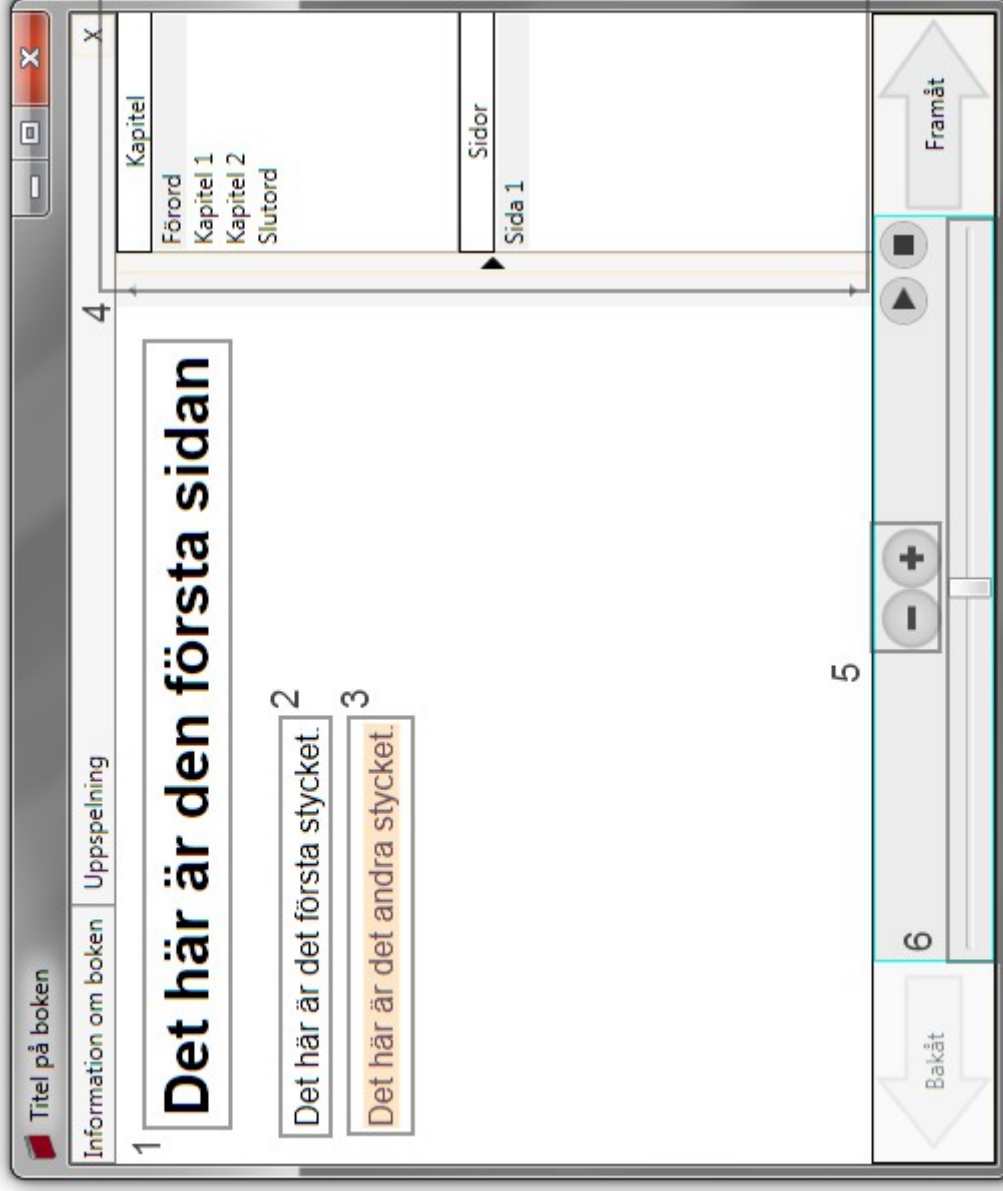 Titel på boken
Information om boken
Uppspelning
X
1
Det här är den första sidan
2
Det här är det första stycket.
3
Det här är det andra stycket.
4
Kapitel
Förord
Kapitel 1
Kapitel 2
Slutord
Sidor
Sida 1
5
6
Bakåt
Framåt